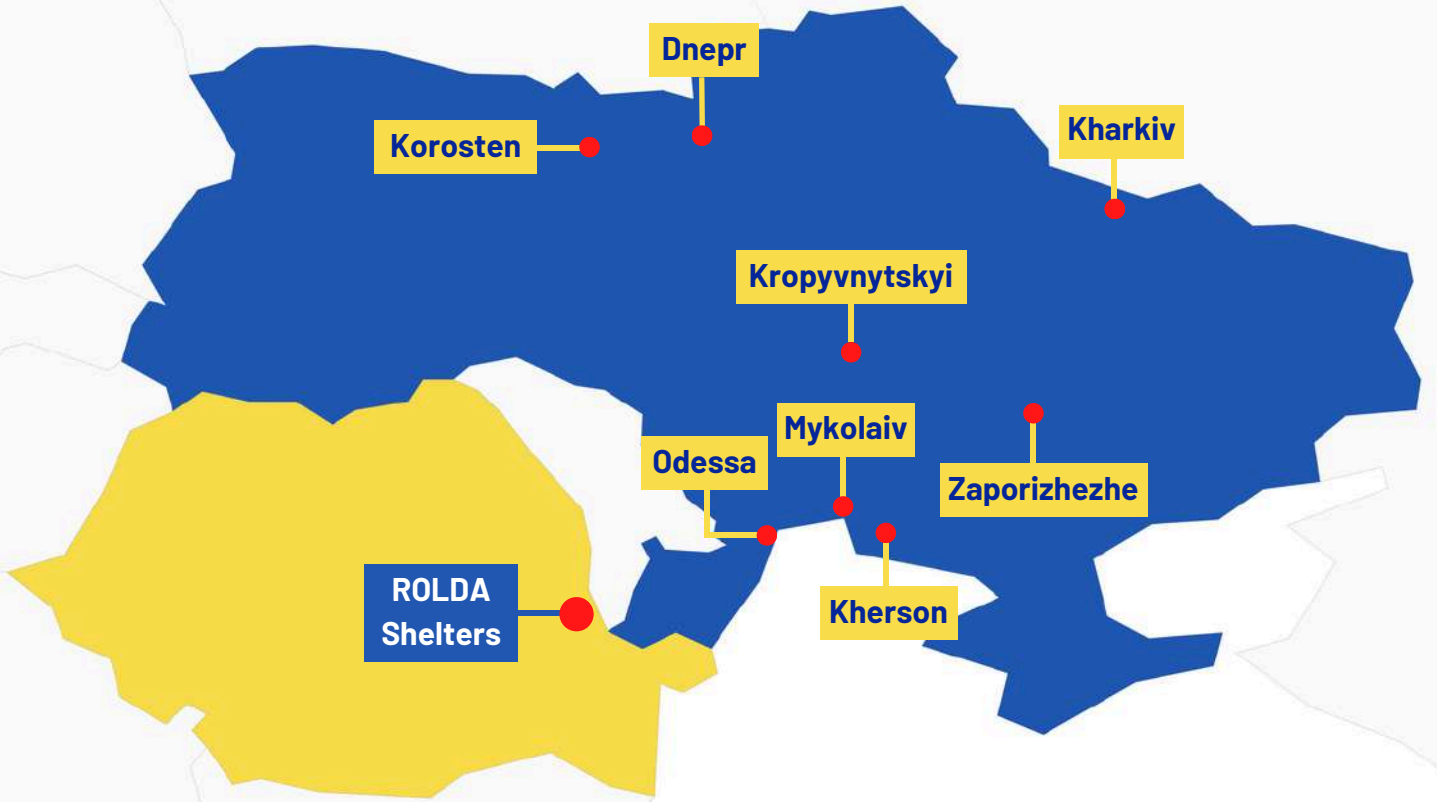 Dnepr
Kharkiv
Korosten
Kropyvnytskyi
Mykolaiv
Odessa
Zaporizhezhe
ROLDA
Shelters
Kherson